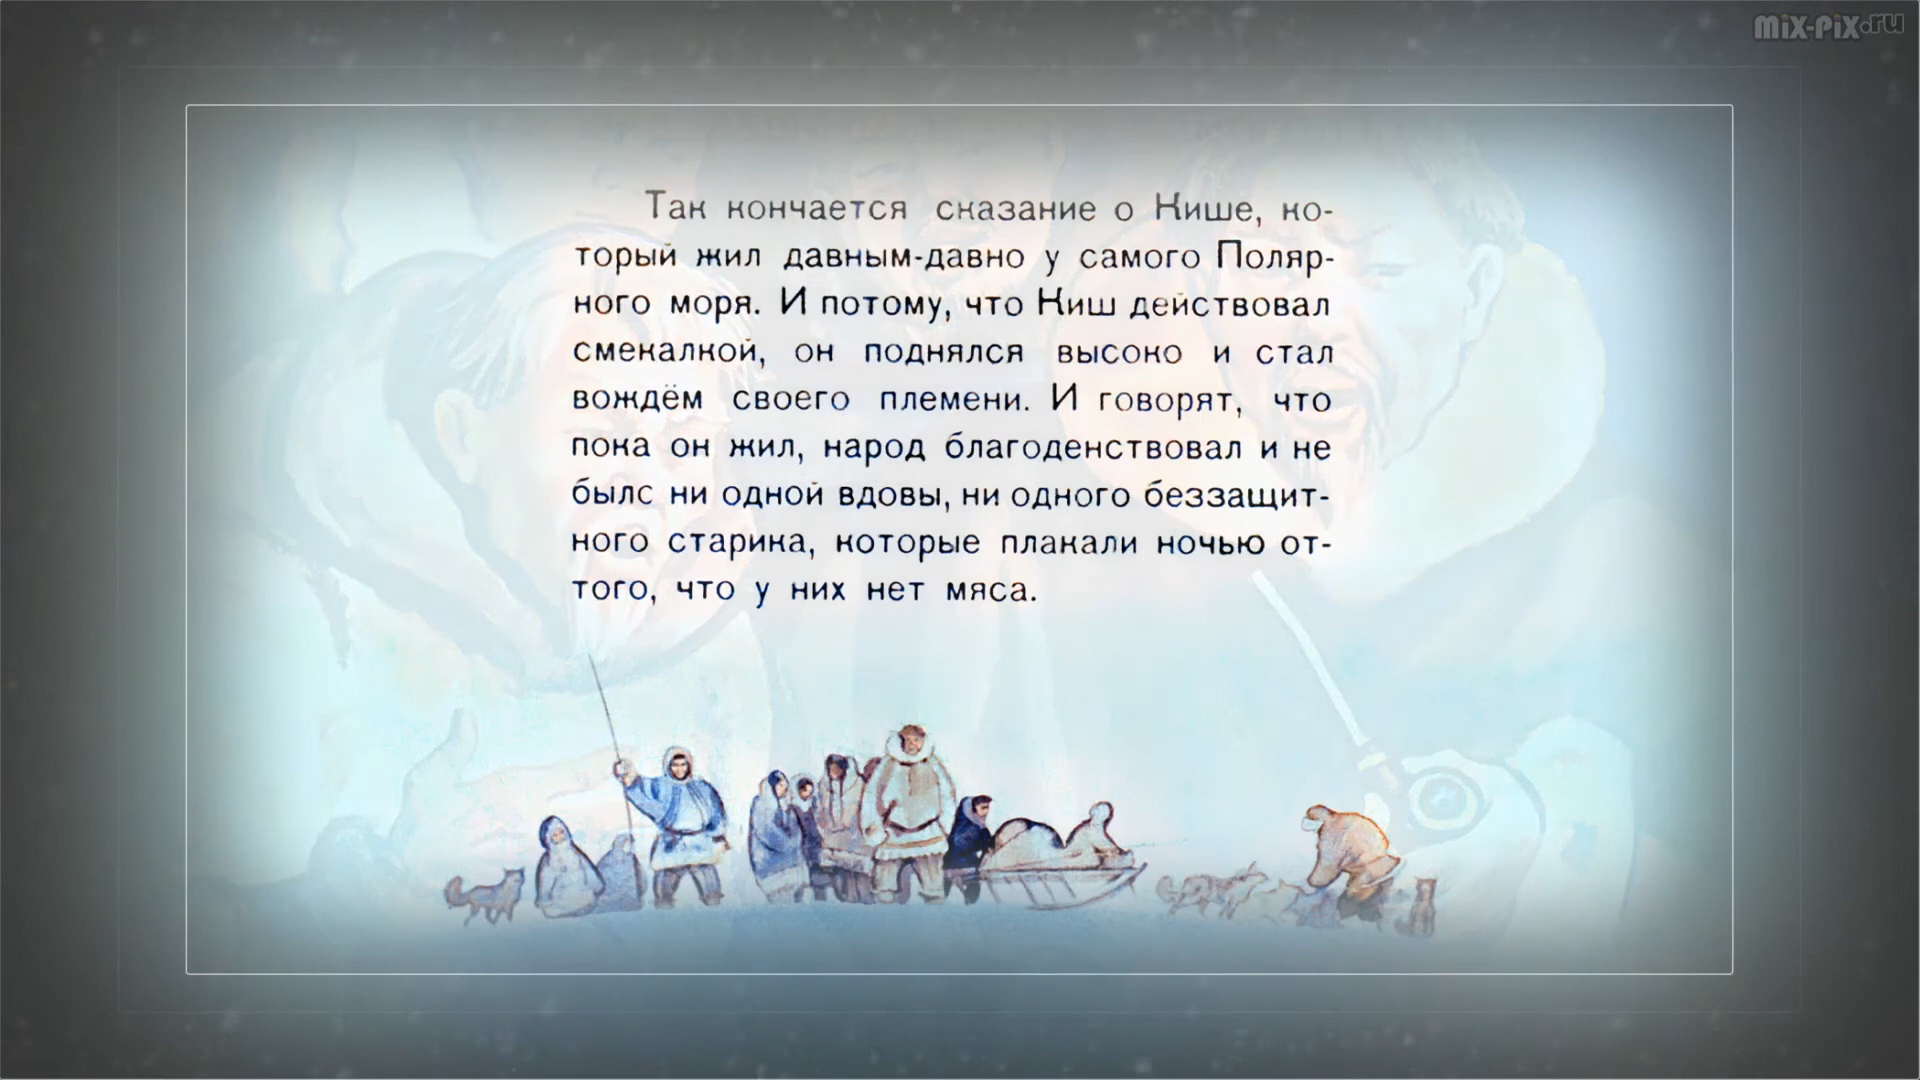 MiX-PiX.ru
Так кончается сказание о Кише, ко-
торый жил давным-давно у самого Поляр-
ного моря. И потому, что Киш действовал
смекалкой, он поднялся высоко и стал
вождём своего племени. И говорят, что
пока он жил, народ благоденствовал и не
былс ни одной вдовы, ни одного беззащит-
ного старика, которые плакали ночью от-
того, что у них нет мяса.